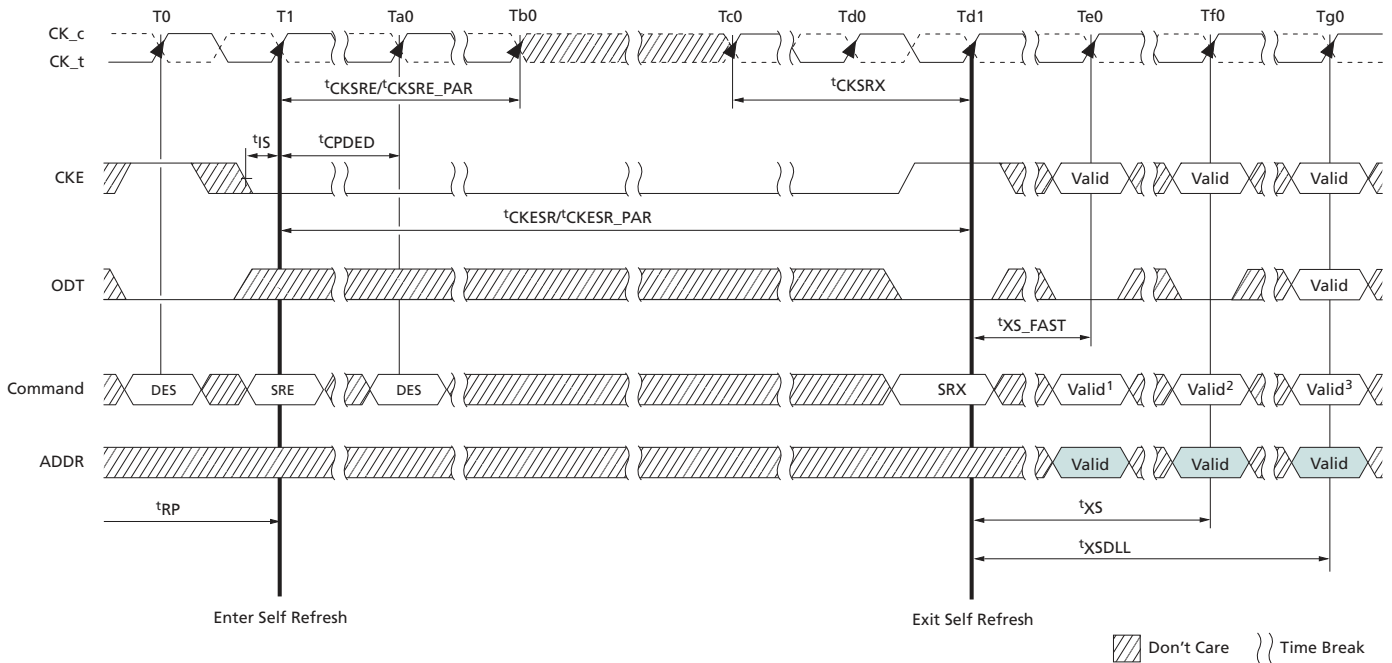 T0 T1 Ta0 Tb0 Tc0 Td0 Td1 Te0 Tf0 Tg0
CK_c
CK_t
tCKSRE/tCKSRE_PAR tCKSRX
tIS tCPDED
CKE Valid Valid Valid
tCKESR/tCKESR_PAR
ODT Valid
tXS_FAST
Command DES SRE DES SRX Valid1 Valid2 Valid3
ADDR Valid Valid Valid
tRP tXS
tXSDLL
Enter Self Refresh Exit Self Refresh
Don't Care Time Break